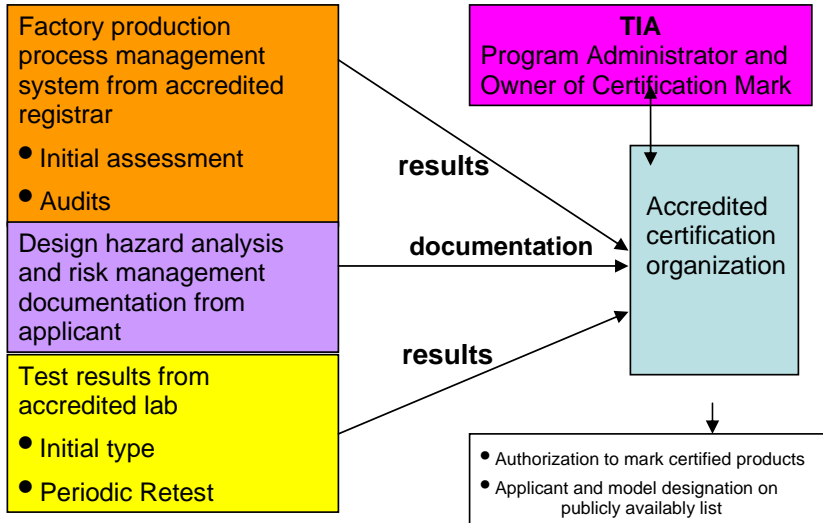 Factory production
process management
system from accredited
registrar
• Initial assessment
• Audits
Design hazard analysis
and risk management
documentation from
applicant
Test results from
accredited lab
• Initial type
• Periodic Retest
results
documentation
results
TIA
Program Administrator and
Owner of Certification Mark
Accredited
certification
organization
• Authorization to mark certified products
• Applicant and model designation on
publicly availably list